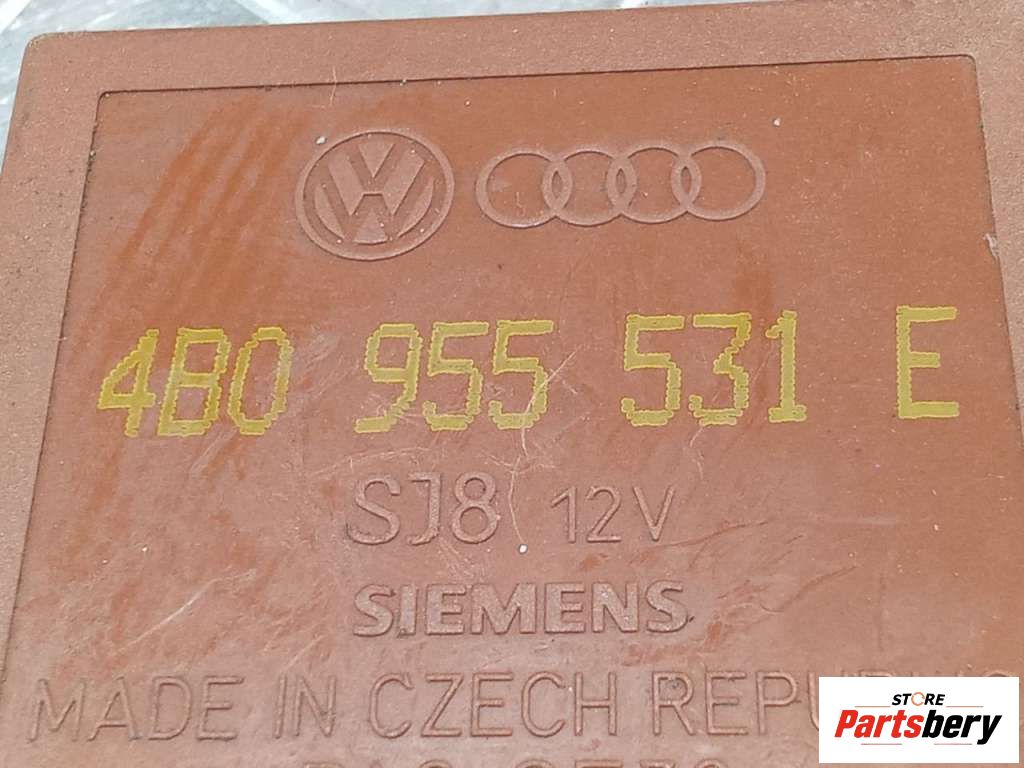 4B0 955 531 E
SJ8 12V
SIEMENS
MADE IN CZECH
STORE
Partsbery